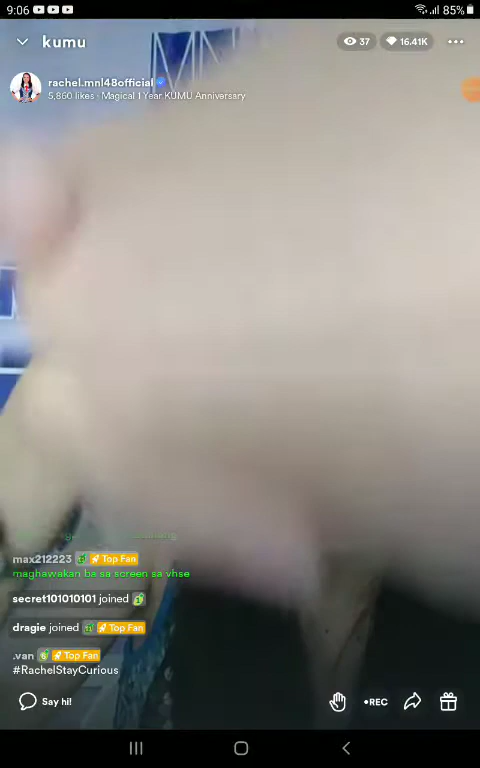 9:06
85%
kumu
37
16.41K
rachel.mnl48official
5,860 likes · Magical 1 Year KUMU Anniversary
max212223 Top Fan
maghawakan ba sa screen sa vhse
secret101010101 joined
dragie joined Top Fan
.van Top Fan
#RachelStayCurious
Say hi!
•REC